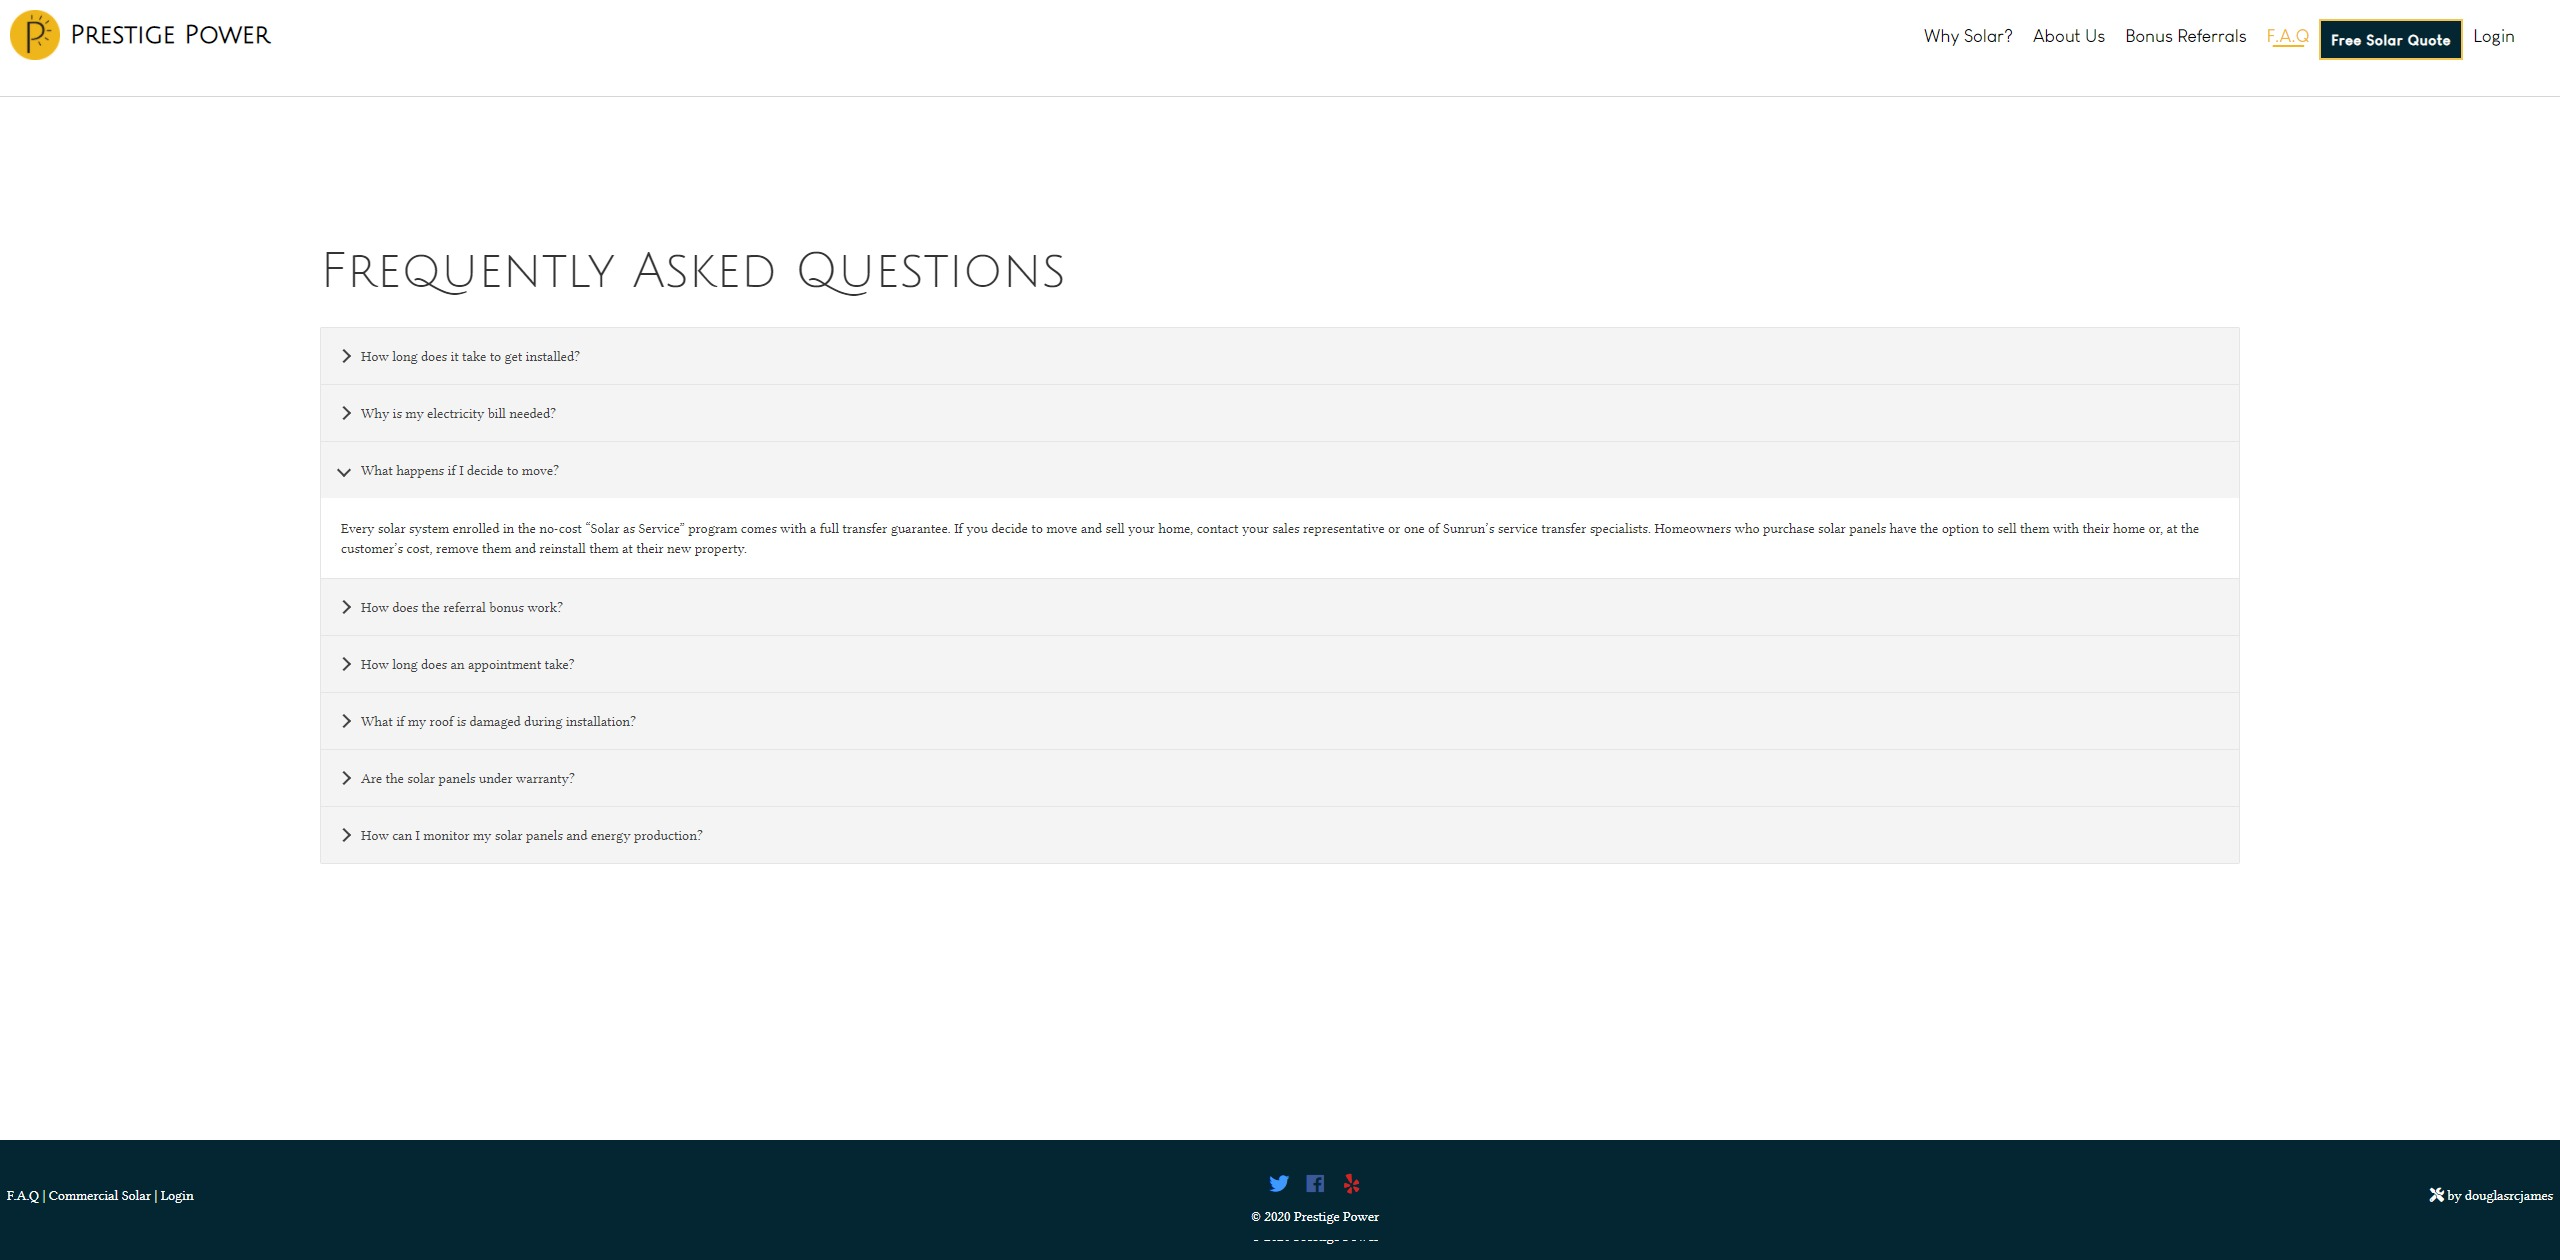 Prestige Power
Why Solar? About Us Bonus Referrals F.A.Q Free Solar Quote Login
Frequently Asked Questions
How long does it take to get installed?
Why is my electricity bill needed?
What happens if I decide to move?
Every solar system enrolled in the no-cost “Solar as Service” program comes with a full transfer guarantee. If you decide to move and sell your home, contact your sales representative or one of Sunrun’s service transfer specialists. Homeowners who purchase solar panels have the option to sell them with their home or, at the
customer’s cost, remove them and reinstall them at their new property.
How does the referral bonus work?
How long does an appointment take?
What if my roof is damaged during installation?
Are the solar panels under warranty?
How can I monitor my solar panels and energy production?
F.A.Q | Commercial Solar | Login
© 2020 Prestige Power
by douglasrcjames